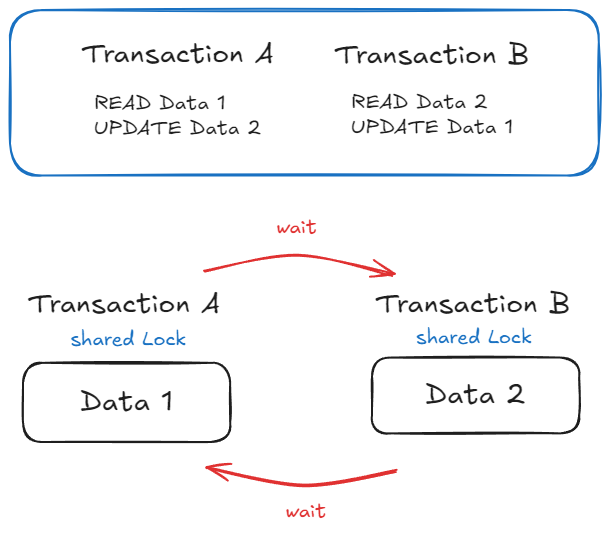 Transaction A
READ Data 1
UPDATE Data 2
Transaction B
READ Data 2
UPDATE Data 1
wait
Transaction A
shared Lock
Data 1
Transaction B
shared Lock
Data 2
wait